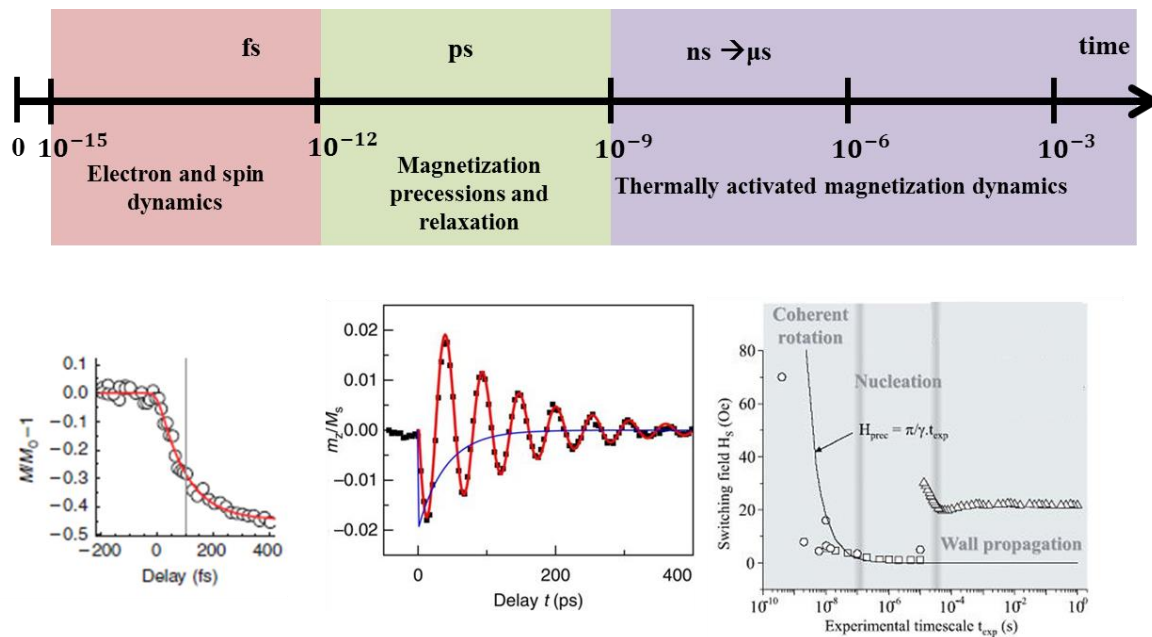 fs ps ns →μs time
0 10⁻¹⁵ 10⁻¹² 10⁻⁹ 10⁻⁶ 10⁻³
Electron and spin
dynamics
Magnetization
precessions and
relaxation
Thermally activated magnetization dynamics
M/M₀−1
0.1
0.0
−0.1
−0.2
−0.3
−0.4
−0.5
−200 0 200 400
Delay (fs)
m_z/M_s
0.02
0.01
0.00
−0.01
−0.02
0 200 400
Delay t (ps)
Switching field H_S (Oe)
80
60
40
20
0
Coherent
rotation
Nucleation
H_prec = π/γ.t_exp
Wall propagation
10⁻¹⁰ 10⁻⁸ 10⁻⁶ 10⁻⁴ 10⁻² 10⁰
Experimental timescale t_exp (s)